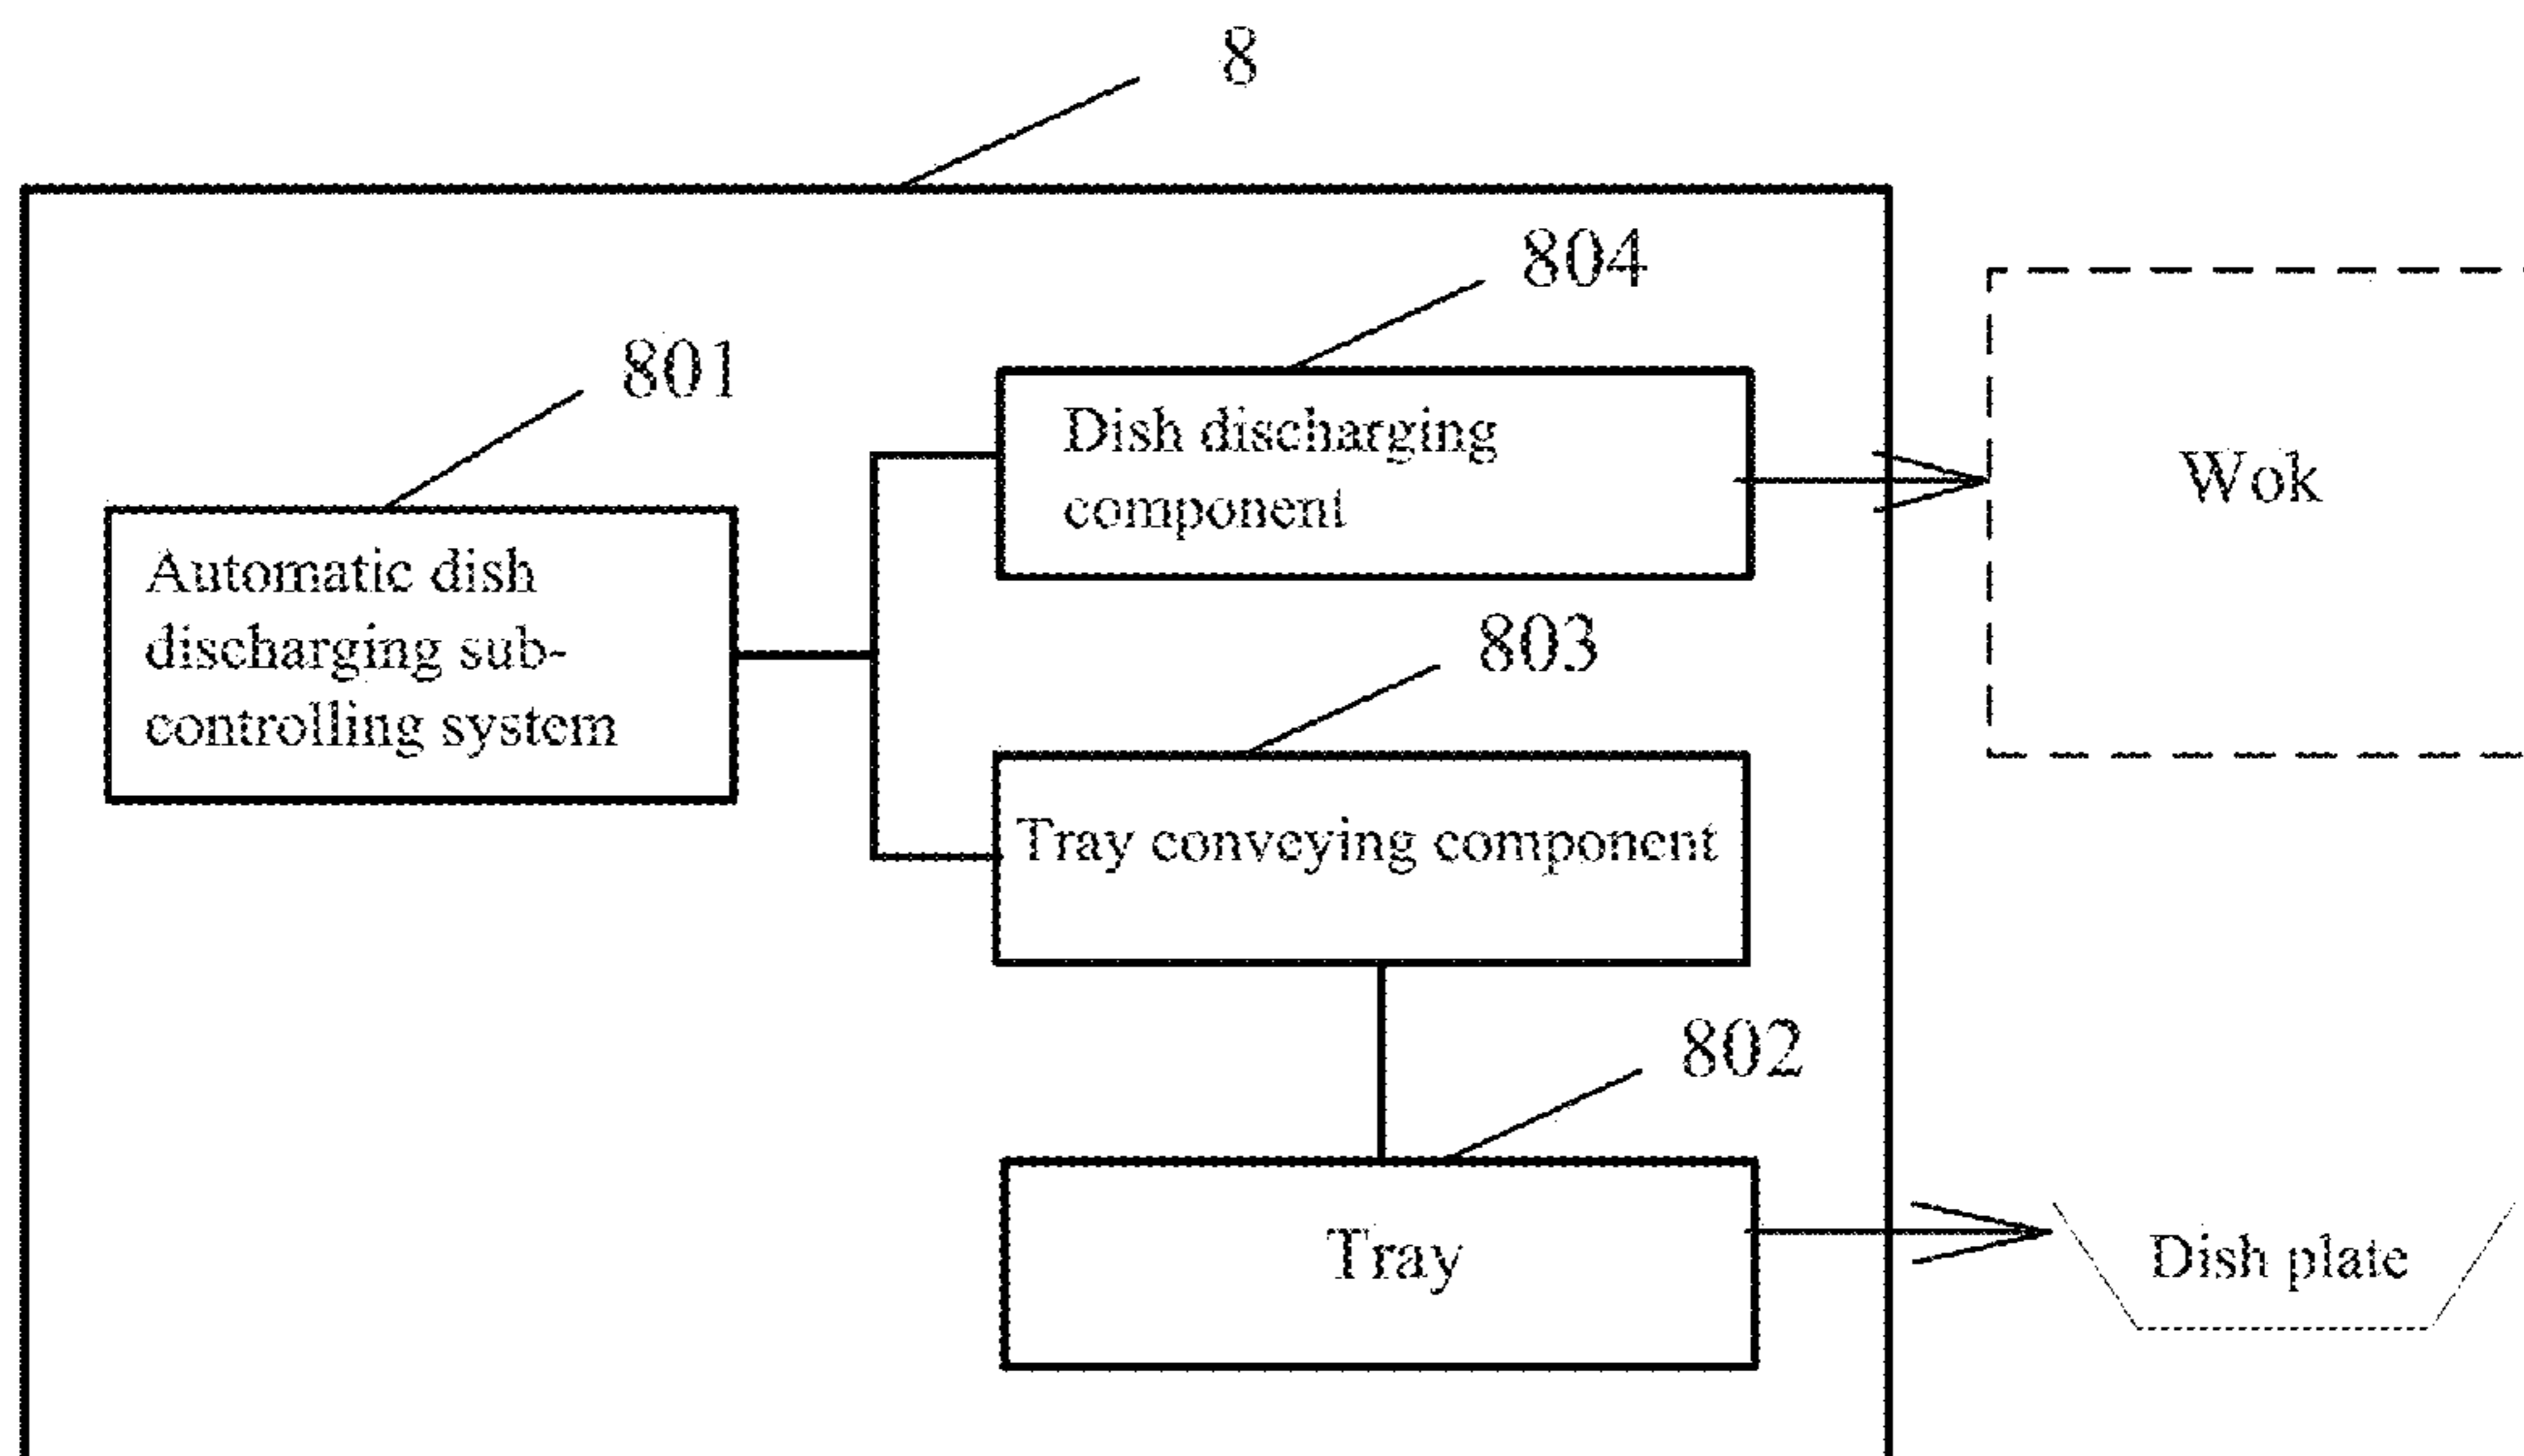 8
804
801
Dish discharging
component
Wok
Automatic dish
discharging sub-
controlling system
803
Tray conveying component
802
Tray
Dish plate